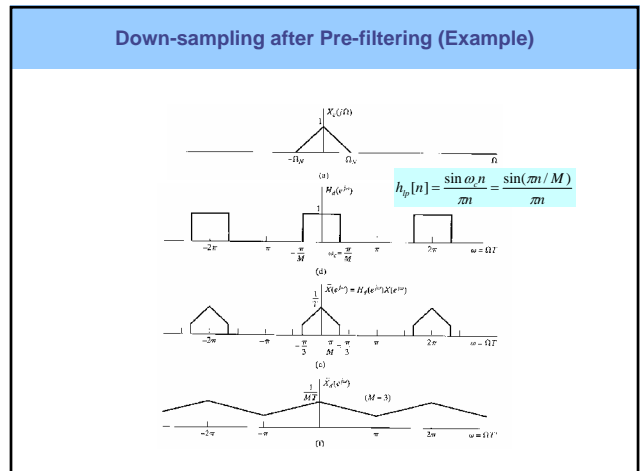 Down-sampling after Pre-filtering (Example)
X_c(jΩ)
1
−Ω_N Ω_N Ω
(a)
h_lp[n] = sin ω_c n / πn = sin(πn / M) / πn
H_d(e^jω)
1
−2π π −π/M ω_c = π/M π 2π ω = ΩT
(d)
1/T X̃(e^jω) = H_d(e^jω)X(e^jω)
−2π −π −π/3 π/M = π/3 π 2π ω = ΩT
1/MT X̃_d(e^jω) (M = 3)
−2π −π π 2π
(f)